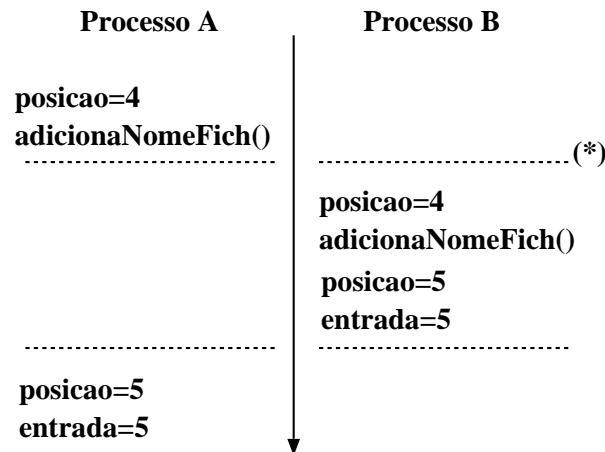 Processo A Processo B
posicao=4
adicionaNomeFich()
(*)
posicao=4
adicionaNomeFich()
posicao=5
entrada=5
posicao=5
entrada=5